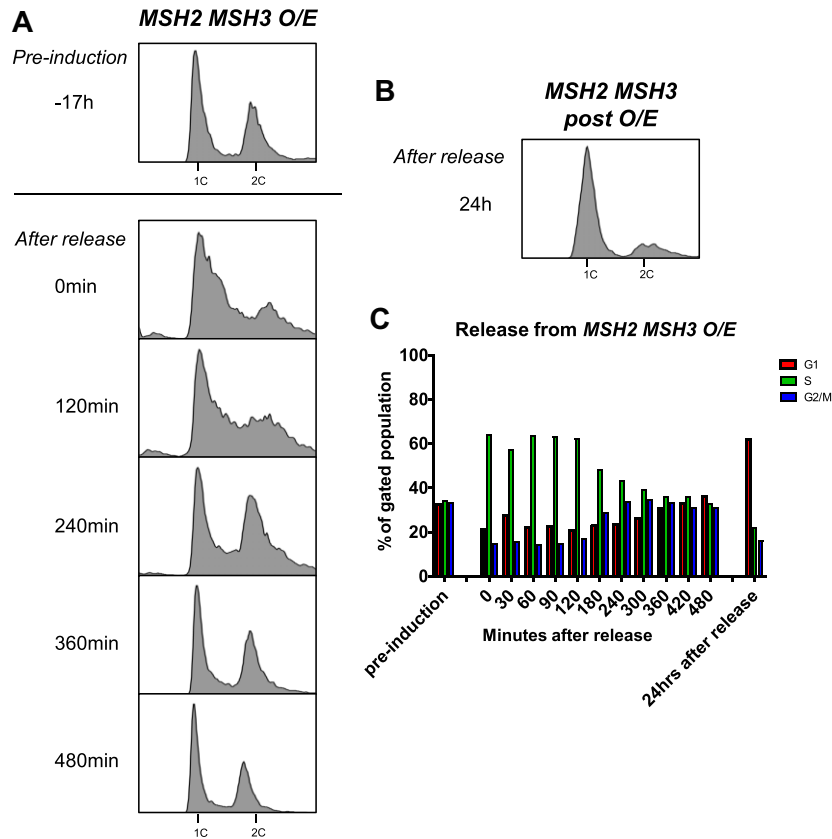 A
MSH2 MSH3 O/E
Pre-induction
-17h
1C 2C
After release
0min
120min
240min
360min
480min
1C 2C
B
MSH2 MSH3
post O/E
After release
24h
1C 2C
C
Release from MSH2 MSH3 O/E
G1
S
G2/M
% of gated population
100
80
60
40
20
0
pre-induction 0 30 60 90 120 180 240 300 360 420 480 24hrs after release
Minutes after release